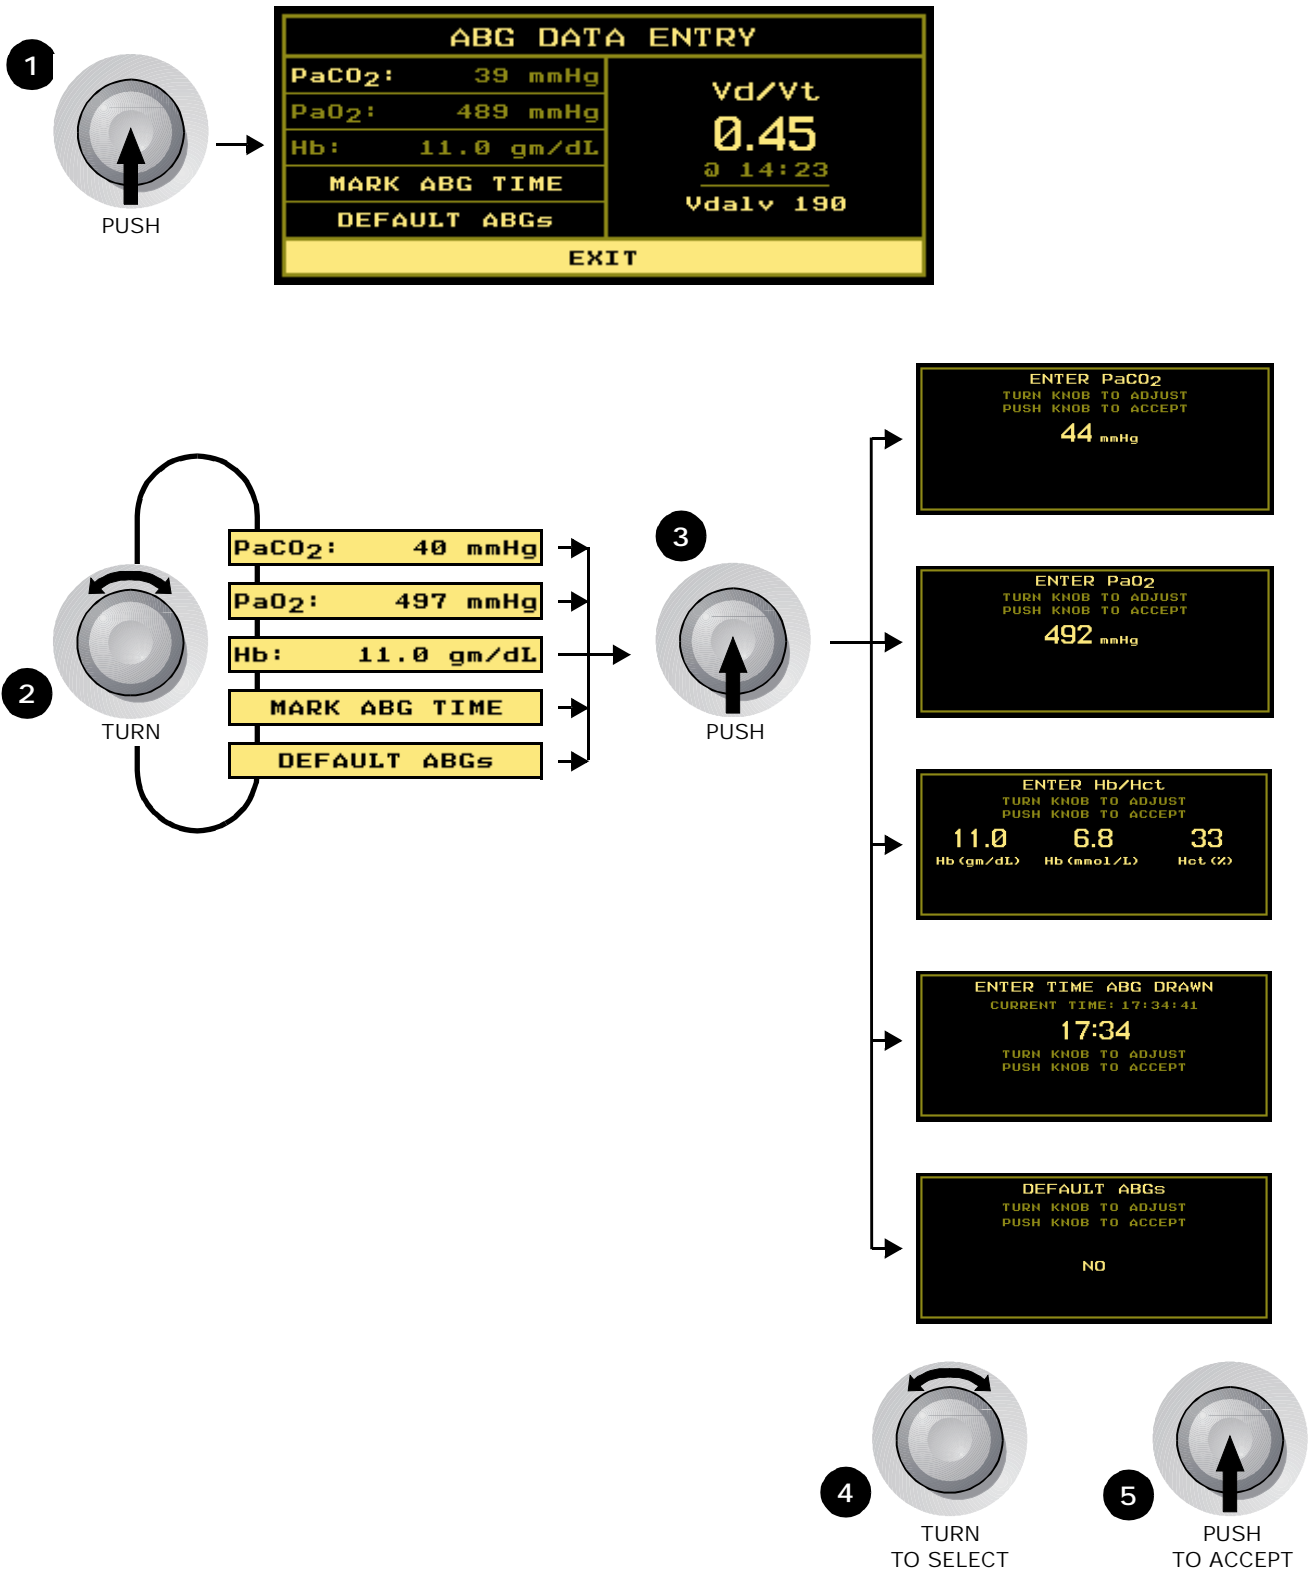 1
PUSH
ABG DATA ENTRY
PaCO2: 39 mmHg
PaO2: 489 mmHg
Hb: 11.0 gm/dL
MARK ABG TIME
DEFAULT ABGs
Vd/Vt
0.45
@ 14:23
Vdalv 190
EXIT
2
TURN
PaCO2: 40 mmHg
PaO2: 497 mmHg
Hb: 11.0 gm/dL
MARK ABG TIME
DEFAULT ABGs
3
PUSH
ENTER PaCO2
TURN KNOB TO ADJUST
PUSH KNOB TO ACCEPT
44 mmHg
ENTER PaO2
TURN KNOB TO ADJUST
PUSH KNOB TO ACCEPT
492 mmHg
ENTER Hb/Hct
TURN KNOB TO ADJUST
PUSH KNOB TO ACCEPT
11.0 6.8 33
Hb(gm/dL) Hb(mmol/L) Hct(%)
ENTER TIME ABG DRAWN
CURRENT TIME: 17:34:41
17:34
TURN KNOB TO ADJUST
PUSH KNOB TO ACCEPT
DEFAULT ABGs
TURN KNOB TO ADJUST
PUSH KNOB TO ACCEPT
NO
4
TURN
TO SELECT
5
PUSH
TO ACCEPT